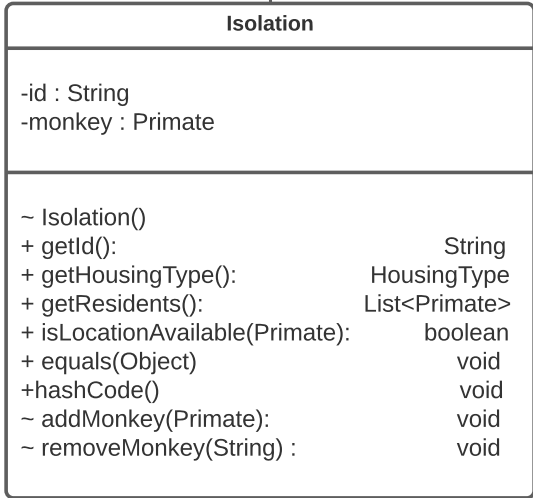 Isolation
-id : String
-monkey : Primate
~ Isolation()
+ getId(): String
+ getHousingType(): HousingType
+ getResidents(): List<Primate>
+ isLocationAvailable(Primate): boolean
+ equals(Object) void
+hashCode() void
~ addMonkey(Primate): void
~ removeMonkey(String) : void